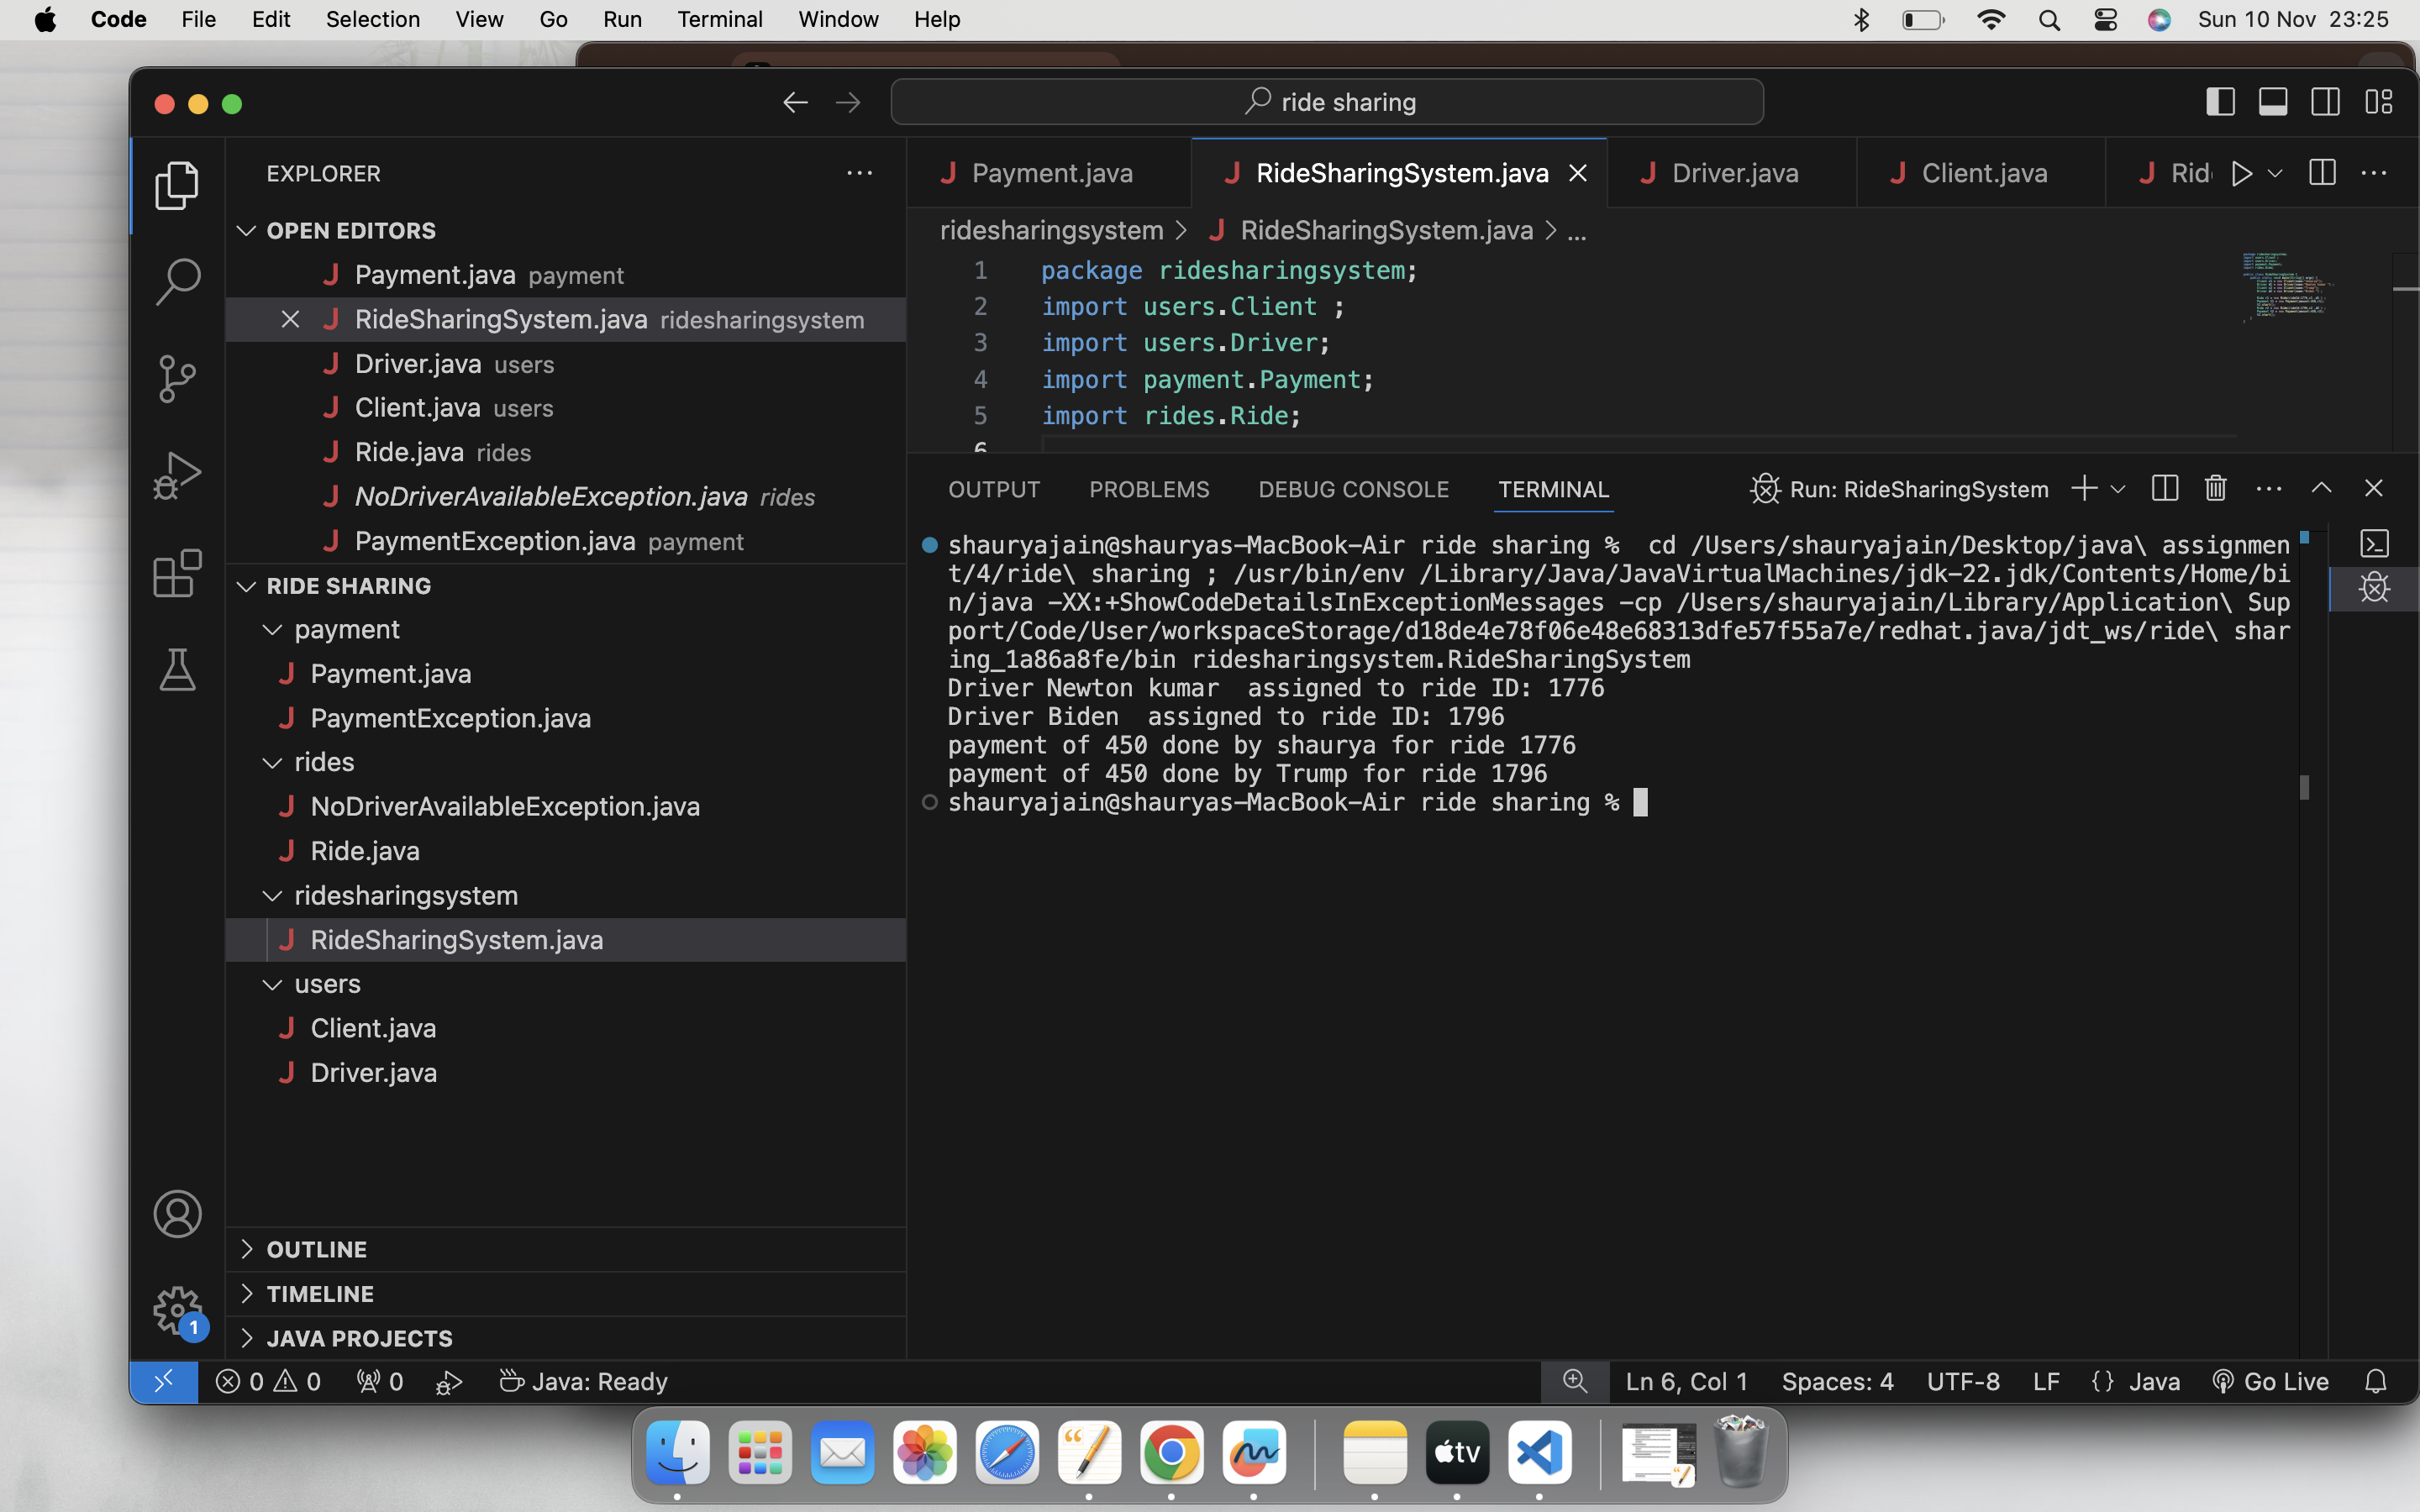 Code File Edit Selection View Go Run Terminal Window Help Sun 10 Nov 23:25
ride sharing
EXPLORER
OPEN EDITORS
Payment.java payment
RideSharingSystem.java ridesharingsystem
Driver.java users
Client.java users
Ride.java rides
NoDriverAvailableException.java rides
PaymentException.java payment
RIDE SHARING
payment
Payment.java
PaymentException.java
rides
NoDriverAvailableException.java
Ride.java
ridesharingsystem
RideSharingSystem.java
users
Client.java
Driver.java
OUTLINE
TIMELINE
JAVA PROJECTS
Payment.java RideSharingSystem.java Driver.java Client.java Rid
ridesharingsystem > RideSharingSystem.java > ...
1 package ridesharingsystem;
2 import users.Client ;
3 import users.Driver;
4 import payment.Payment;
5 import rides.Ride;
6
OUTPUT PROBLEMS DEBUG CONSOLE TERMINAL Run: RideSharingSystem
shauryajain@shauryas-MacBook-Air ride sharing %  cd /Users/shauryajain/Desktop/java\ assignmen
t/4/ride\ sharing ; /usr/bin/env /Library/Java/JavaVirtualMachines/jdk-22.jdk/Contents/Home/bi
n/java -XX:+ShowCodeDetailsInExceptionMessages -cp /Users/shauryajain/Library/Application\ Sup
port/Code/User/workspaceStorage/d18de4e78f06e48e68313dfe57f55a7e/redhat.java/jdt_ws/ride\ shar
ing_1a86a8fe/bin ridesharingsystem.RideSharingSystem
Driver Newton kumar  assigned to ride ID: 1776
Driver Biden  assigned to ride ID: 1796
payment of 450 done by shaurya for ride 1776
payment of 450 done by Trump for ride 1796
shauryajain@shauryas-MacBook-Air ride sharing %
1
0 0 0 Java: Ready Ln 6, Col 1 Spaces: 4 UTF-8 LF {} Java Go Live
tv